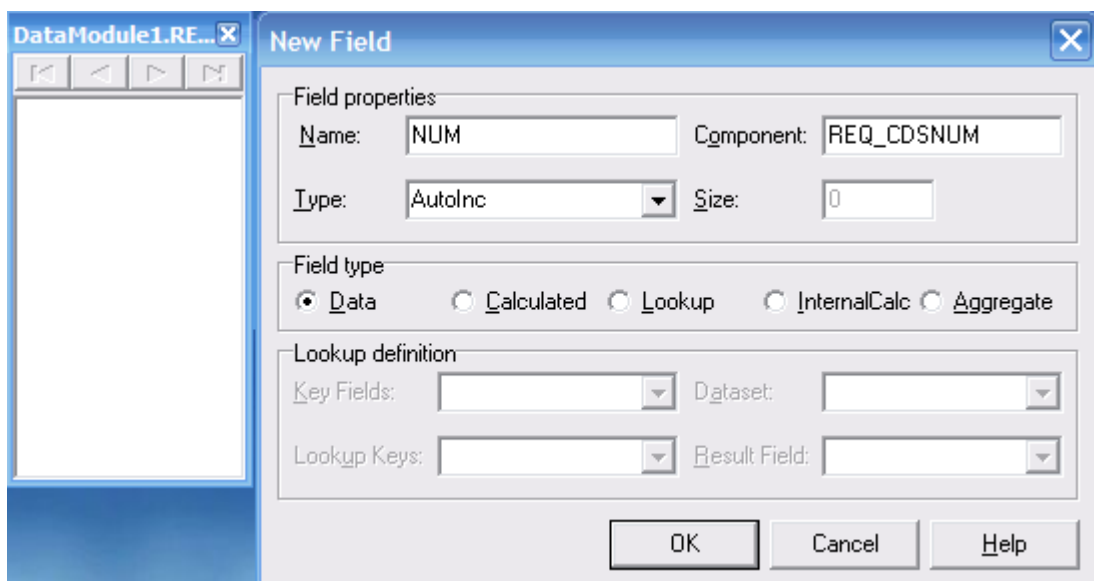 DataModule1.RE...
New Field
Field properties
Name: NUM Component: REQ_CDSNUM
Type: AutoInc Size: 0
Field type
Data Calculated Lookup InternalCalc Aggregate
Lookup definition
Key Fields: Dataset:
Lookup Keys: Result Field:
OK Cancel Help